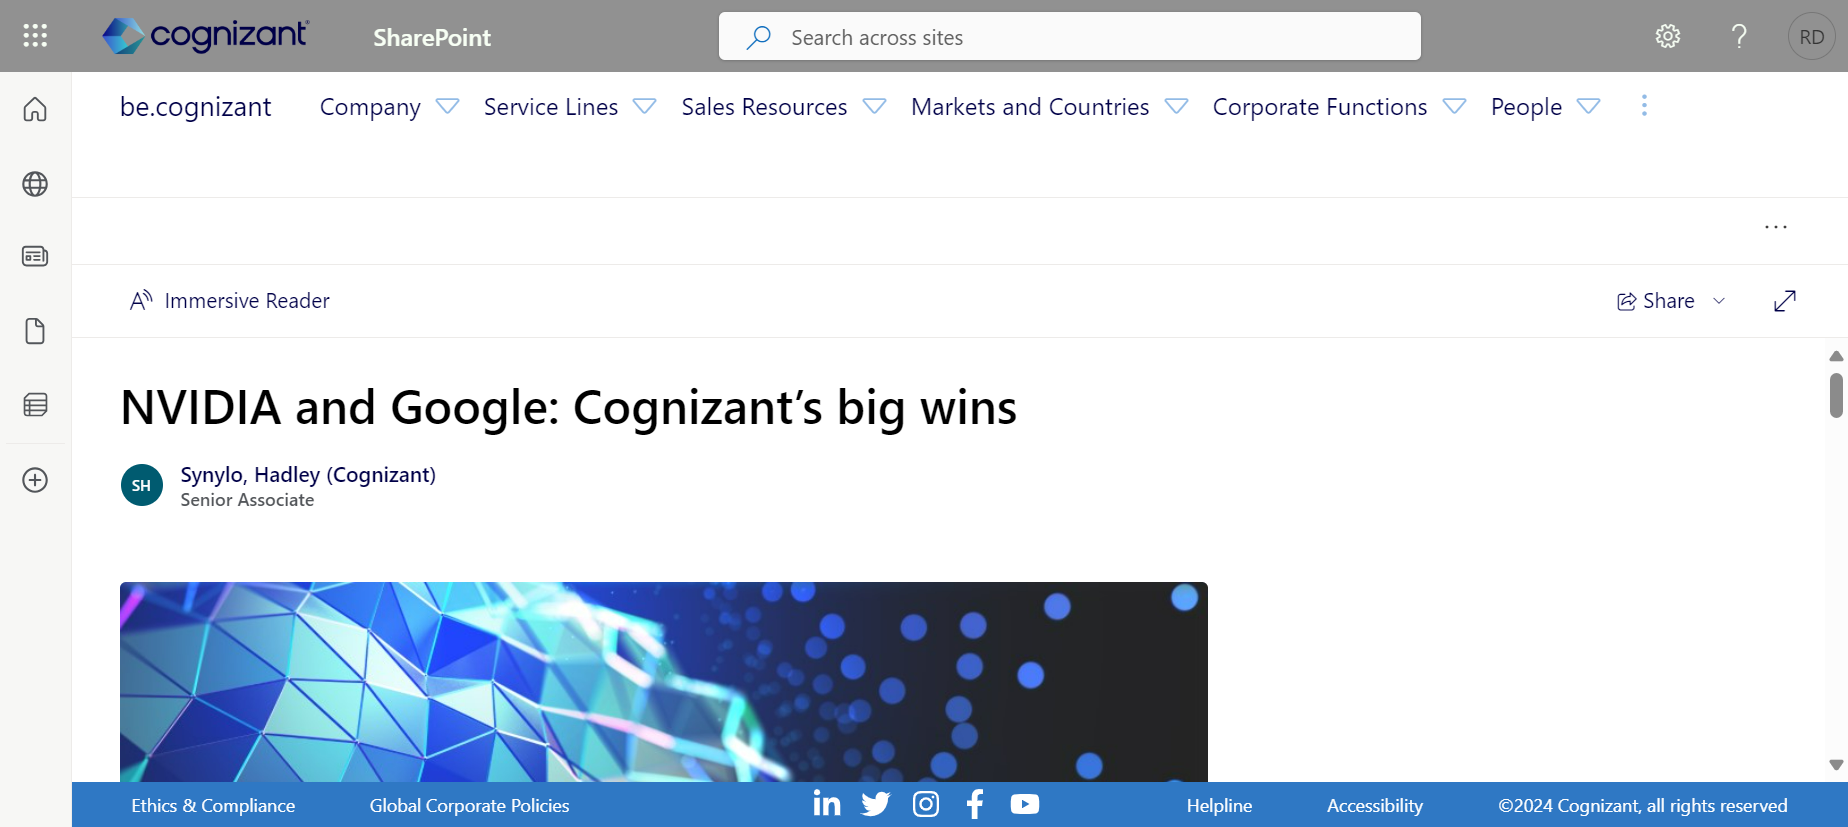 cognizant
SharePoint
Search across sites
?
RD
be.cognizant
Company
Service Lines
Sales Resources
Markets and Countries
Corporate Functions
People
...
Immersive Reader
Share
NVIDIA and Google: Cognizant’s big wins
SH
Synylo, Hadley (Cognizant)
Senior Associate
Ethics & Compliance
Global Corporate Policies
in
f
Helpline
Accessibility
©2024 Cognizant, all rights reserved